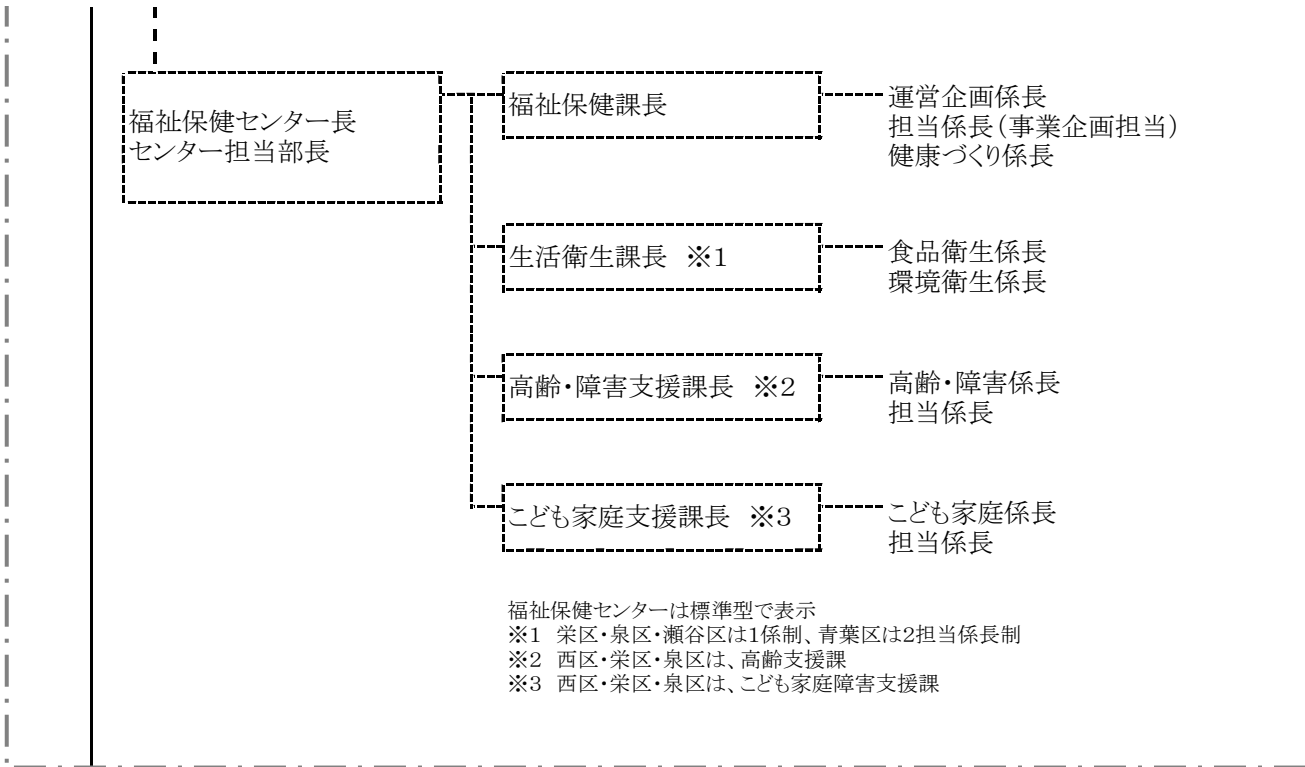 福祉保健センター長
センター担当部長
福祉保健課長
運営企画係長
担当係長（事業企画担当）
健康づくり係長
生活衛生課長　※1
食品衛生係長
環境衛生係長
高齢・障害支援課長　※2
高齢・障害係長
担当係長
こども家庭支援課長　※3
こども家庭係長
担当係長
福祉保健センターは標準型で表示
※1　栄区・泉区・瀬谷区は1係制、青葉区は2担当係長制
※2　西区・栄区・泉区は、高齢支援課
※3　西区・栄区・泉区は、こども家庭障害支援課